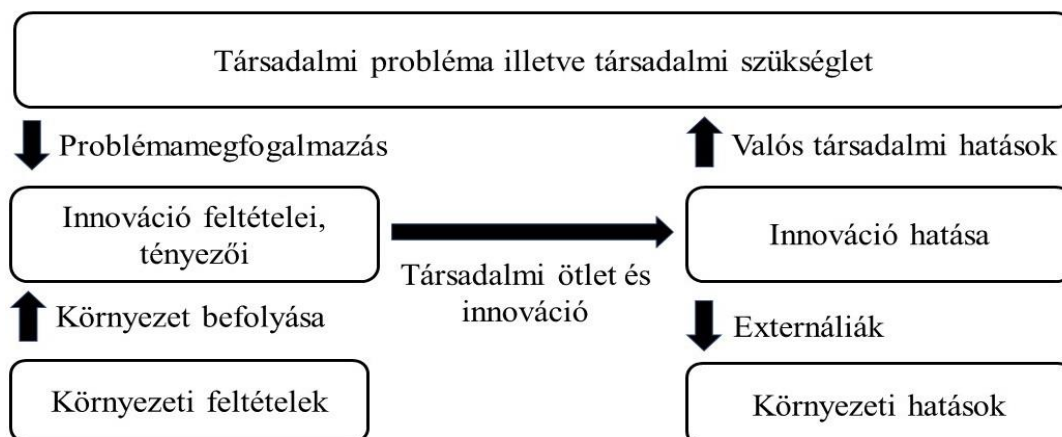 Társadalmi probléma illetve társadalmi szükséglet
Problémamegfogalmazás
Valós társadalmi hatások
Innováció feltételei,
tényezői
Társadalmi ötlet és
innováció
Innováció hatása
Környezet befolyása
Externáliák
Környezeti feltételek
Környezeti hatások